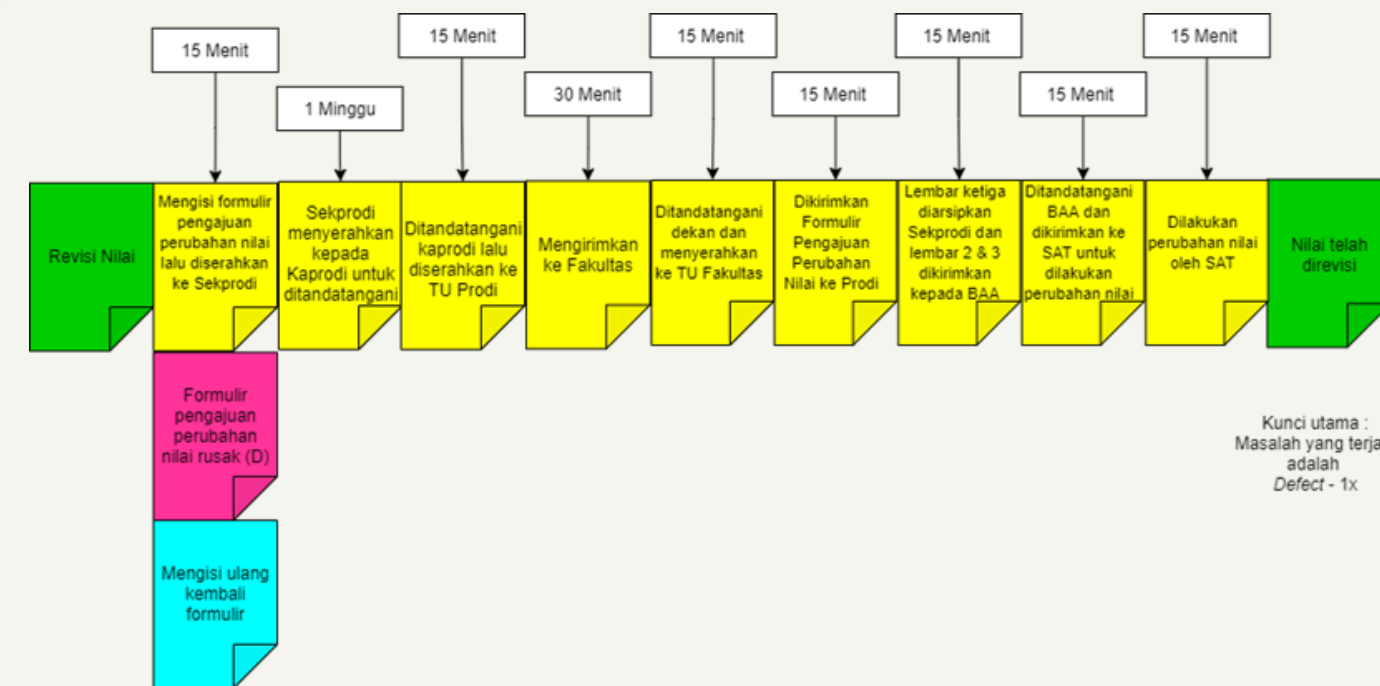 15 Menit
1 Minggu
15 Menit
30 Menit
15 Menit
15 Menit
15 Menit
15 Menit
15 Menit
Revisi Nilai
Mengisi formulir
pengajuan
perubahan nilai
lalu diserahkan
ke Sekprodi
Sekprodi
menyerahkan
kepada
Kaprodi untuk
ditandatangani
Ditandatangani
kaprodi lalu
diserahkan ke
TU Prodi
Mengirimkan
ke Fakultas
Ditandatangani
dekan dan
menyerahkan
ke TU Fakultas
Dikirimkan
Formulir
Pengajuan
Perubahan
Nilai ke Prodi
Lembar ketiga
diarsipkan
Sekprodi dan
lembar 2 & 3
dikirimkan
kepada BAA
Ditandatangani
BAA dan
dikirimkan ke
SAT untuk
dilakukan
perubahan nilai
Dilakukan
perubahan nilai
oleh SAT
Nilai telah
direvisi
Formulir
pengajuan
perubahan
nilai rusak (D)
Mengisi ulang
kembali
formulir
Kunci utama :
Masalah yang
adalah
Defect - 1x